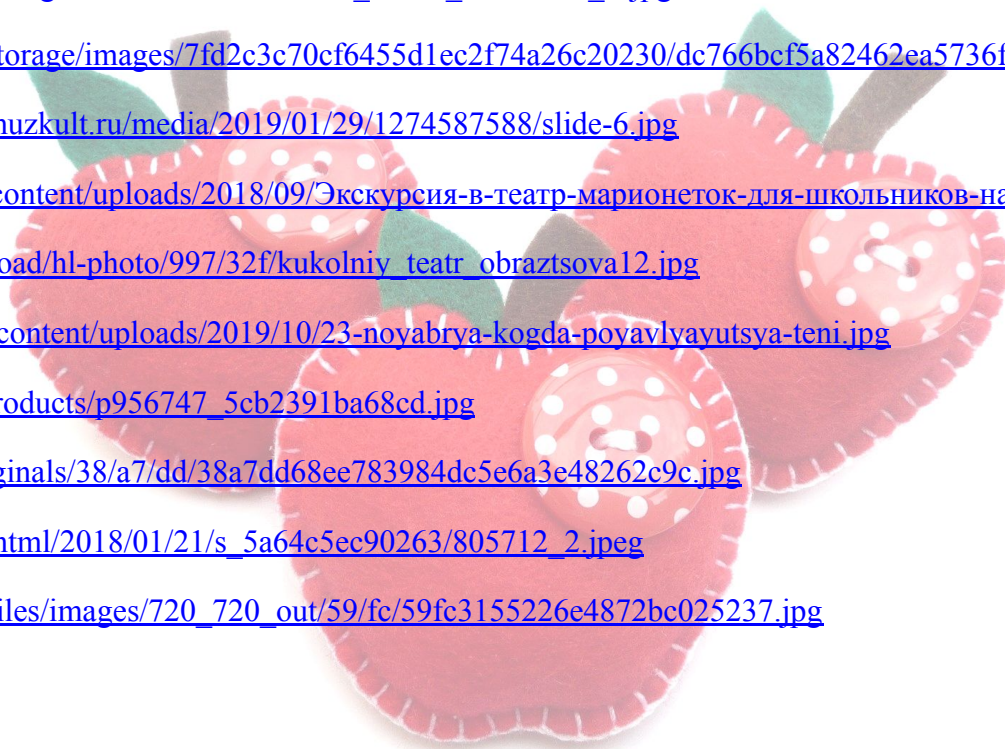 torage/images/7fd2c3c70cf6455d1ec2f74a26c20230/dc766bcf5a82462ea5736f
uzkult.ru/media/2019/01/29/1274587588/slide-6.jpg
content/uploads/2018/09/Экскурсия-в-театр-марионеток-для-школьников-на
oad/hl-photo/997/32f/kukolniy_teatr_obraztsova12.jpg
content/uploads/2019/10/23-noyabrya-kogda-poyavlyayutsya-teni.jpg
roducts/p956747_5cb2391ba68cd.jpg
ginals/38/a7/dd/38a7dd68ee783984dc5e6a3e48262c9c.jpg
html/2018/01/21/s_5a64c5ec90263/805712_2.jpeg
iles/images/720_720_out/59/fc/59fc3155226e4872bc025237.jpg